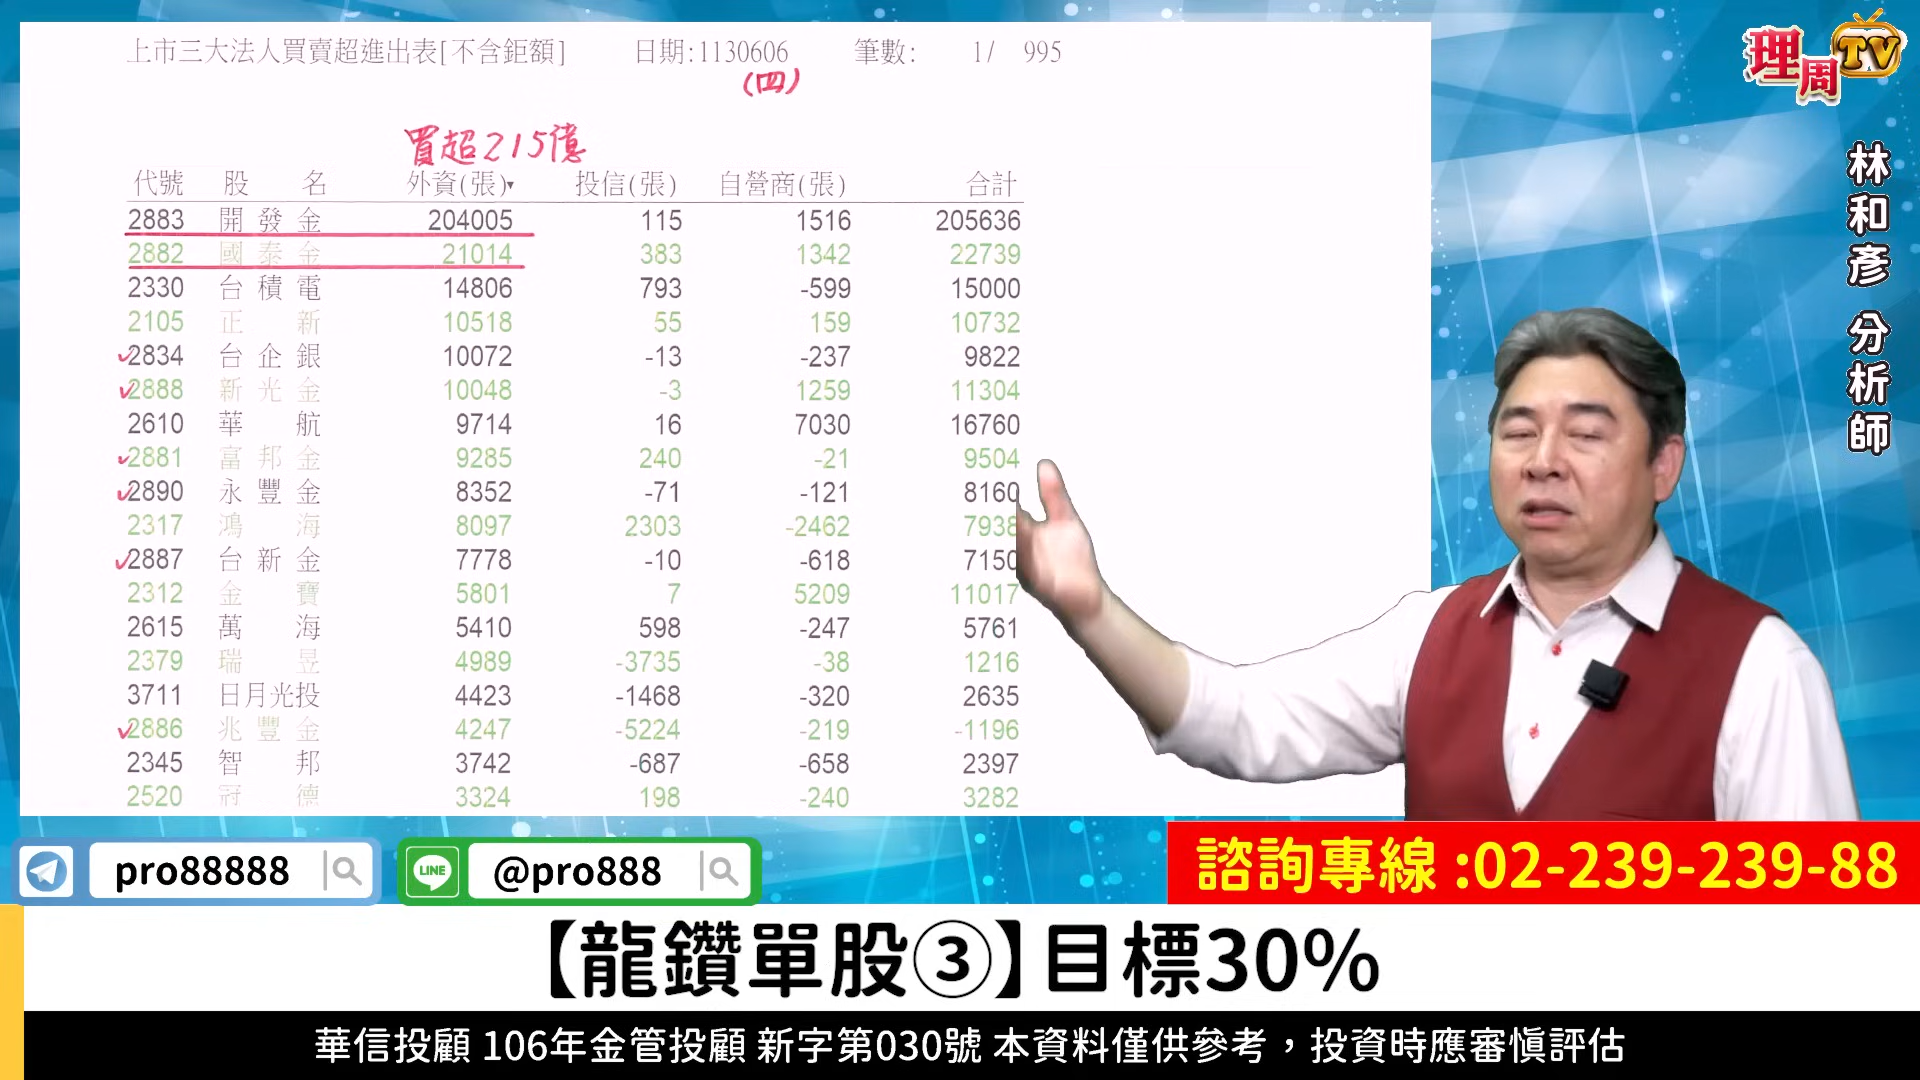 上市三大法人買賣超進出表[不含鉅額] 日期:1130606 筆數: 1/ 995
(四)
買超215億
代號 股名 外資(張)▾ 投信(張) 自營商(張) 合計
2883 開發金 204005 115 1516 205636
2882 國泰金 21014 383 1342 22739
2330 台積電 14806 793 -599 15000
2105 正新 10518 55 159 10732
2834 台企銀 10072 -13 -237 9822
2888 新光金 10048 -3 1259 11304
2610 華航 9714 16 7030 16760
2881 富邦金 9285 240 -21 9504
2890 永豐金 8352 -71 -121 8160
2317 鴻海 8097 2303 -2462 7938
2887 台新金 7778 -10 -618 7150
2312 金寶 5801 7 5209 11017
2615 萬海 5410 598 -247 5761
2379 瑞昱 4989 -3735 -38 1216
3711 日月光投 4423 -1468 -320 2635
2886 兆豐金 4247 -5224 -219 -1196
2345 智邦 3742 -687 -658 2397
2520 冠德 3324 198 -240 3282
理周TV
林和彥 分析師
pro88888
LINE
@pro888
諮詢專線:02-239-239-88
【龍鑽單股③】目標30%
華信投顧 106年金管投顧 新字第030號 本資料僅供參考，投資時應審慎評估